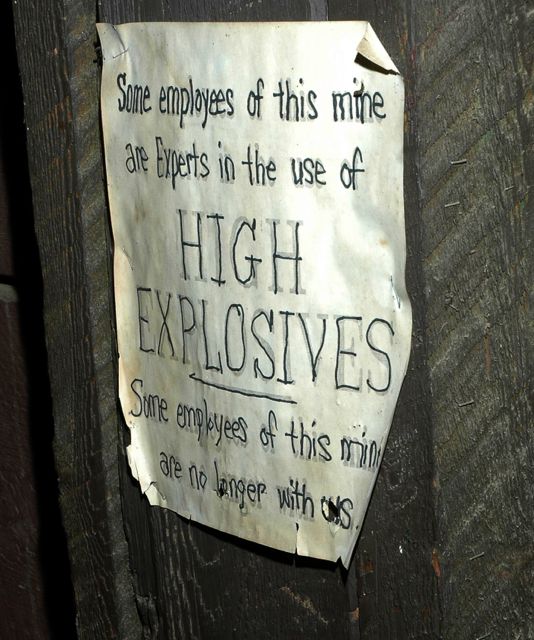 Some employees of this mine
are Experts in the use of
HIGH
EXPLOSIVES
Some employees of this mine
are no longer with us.